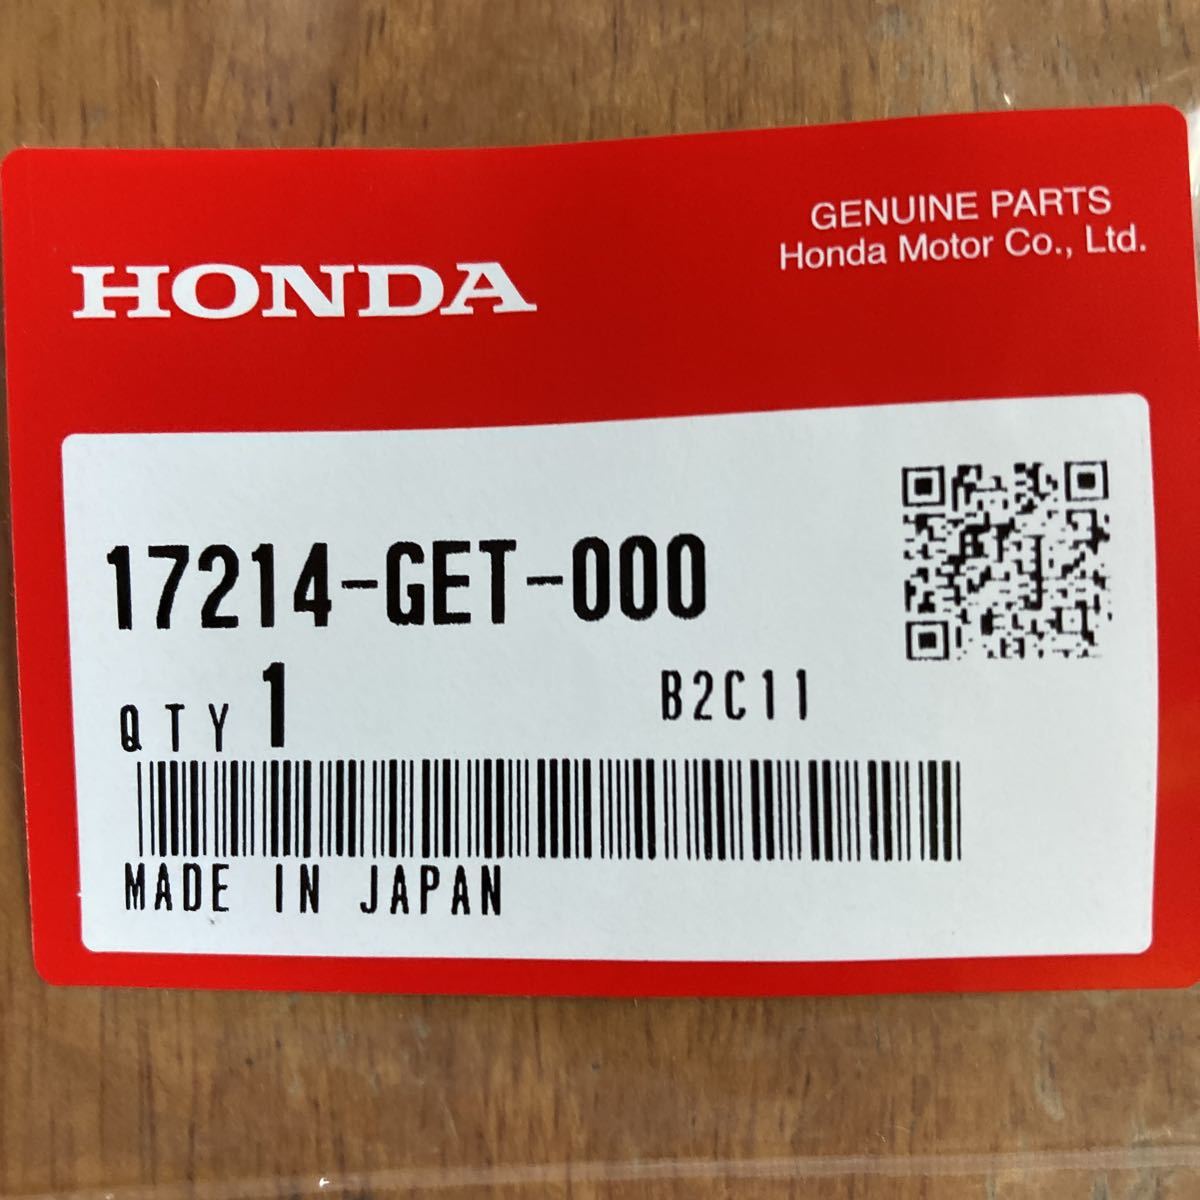 GENUINE PARTS
Honda Motor Co., Ltd.
HONDA
17214-GET-000
QTY 1 B2C11
MADE IN JAPAN